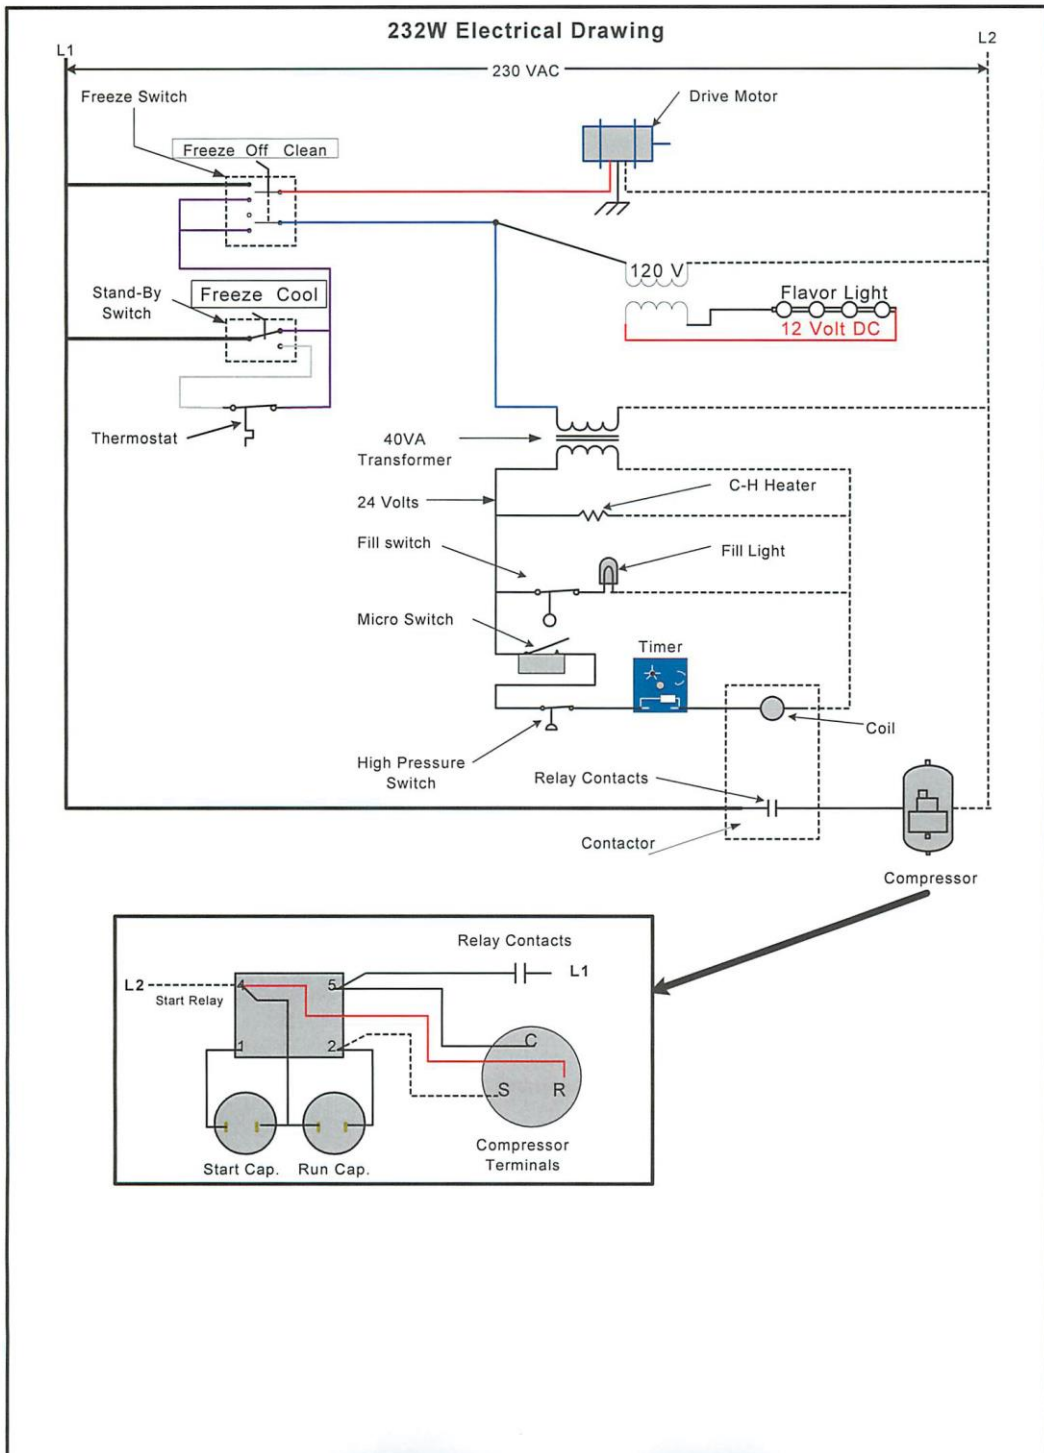 232W Electrical Drawing
L1
L2
230 VAC
Freeze Switch
Drive Motor
Freeze Off Clean
120 V
Stand-By
Switch
Freeze Cool
Flavor Light
12 Volt DC
Thermostat
40VA
Transformer
C-H Heater
24 Volts
Fill switch
Fill Light
Micro Switch
Timer
Coil
High Pressure
Switch
Relay Contacts
Contactor
Compressor
Relay Contacts
L1
L2
Start Relay
4
5
1
2
C
S
R
Compressor
Terminals
Start Cap.
Run Cap.